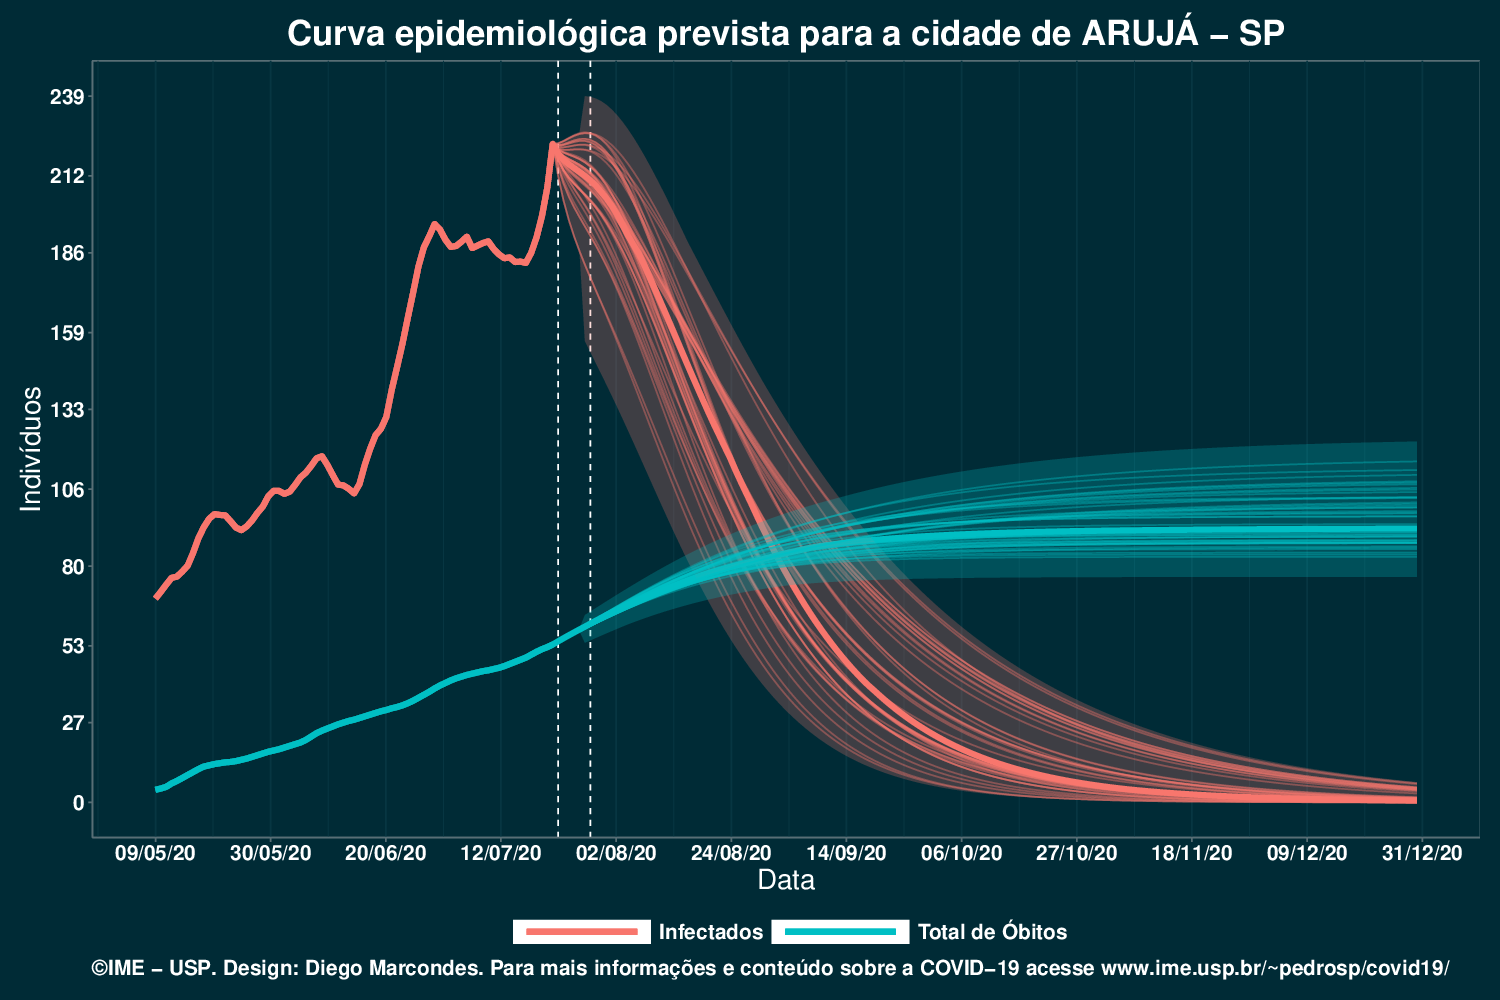 Curva epidemiológica prevista para a cidade de ARUJÁ – SP
239
212
186
159
133
106
80
53
27
0
Indivíduos
09/05/20 30/05/20 20/06/20 12/07/20 02/08/20 24/08/20 14/09/20 06/10/20 27/10/20 18/11/20 09/12/20 31/12/20
Data
Infectados Total de Óbitos
©IME – USP. Design: Diego Marcondes. Para mais informações e conteúdo sobre a COVID–19 acesse www.ime.usp.br/~pedrosp/covid19/